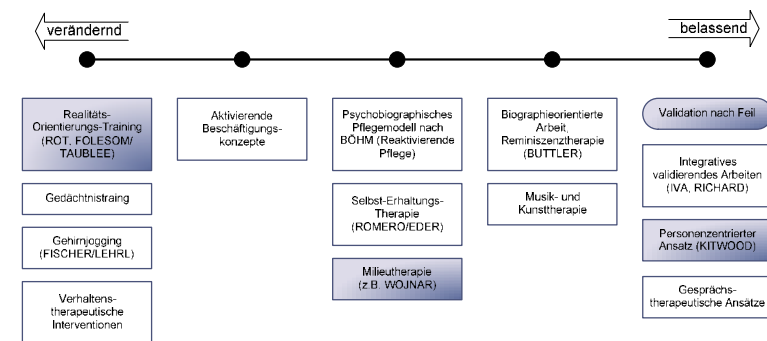 verändernd
belassend
Realitäts-
Orientierungs-Training
(ROT, FOLESOM/
TAUBLEE)
Gedächtnistraing
Gehirnjogging
(FISCHER/LEHRL)
Verhaltens-
therapeutische
Interventionen
Aktivierende
Beschäftigungs-
konzepte
Psychobiographisches
Pflegemodell nach
BÖHM (Reaktivierende
Pflege)
Selbst-Erhaltungs-
Therapie
(ROMERO/EDER)
Milieutherapie
(z.B. WOJNAR)
Biographieorientierte
Arbeit,
Reminiszenztherapie
(BUTTLER)
Musik- und
Kunsttherapie
Validation nach Feil
Integratives
validierendes Arbeiten
(IVA, RICHARD)
Personenzentrierter
Ansatz (KITWOOD)
Gesprächs-
therapeutische Ansätze